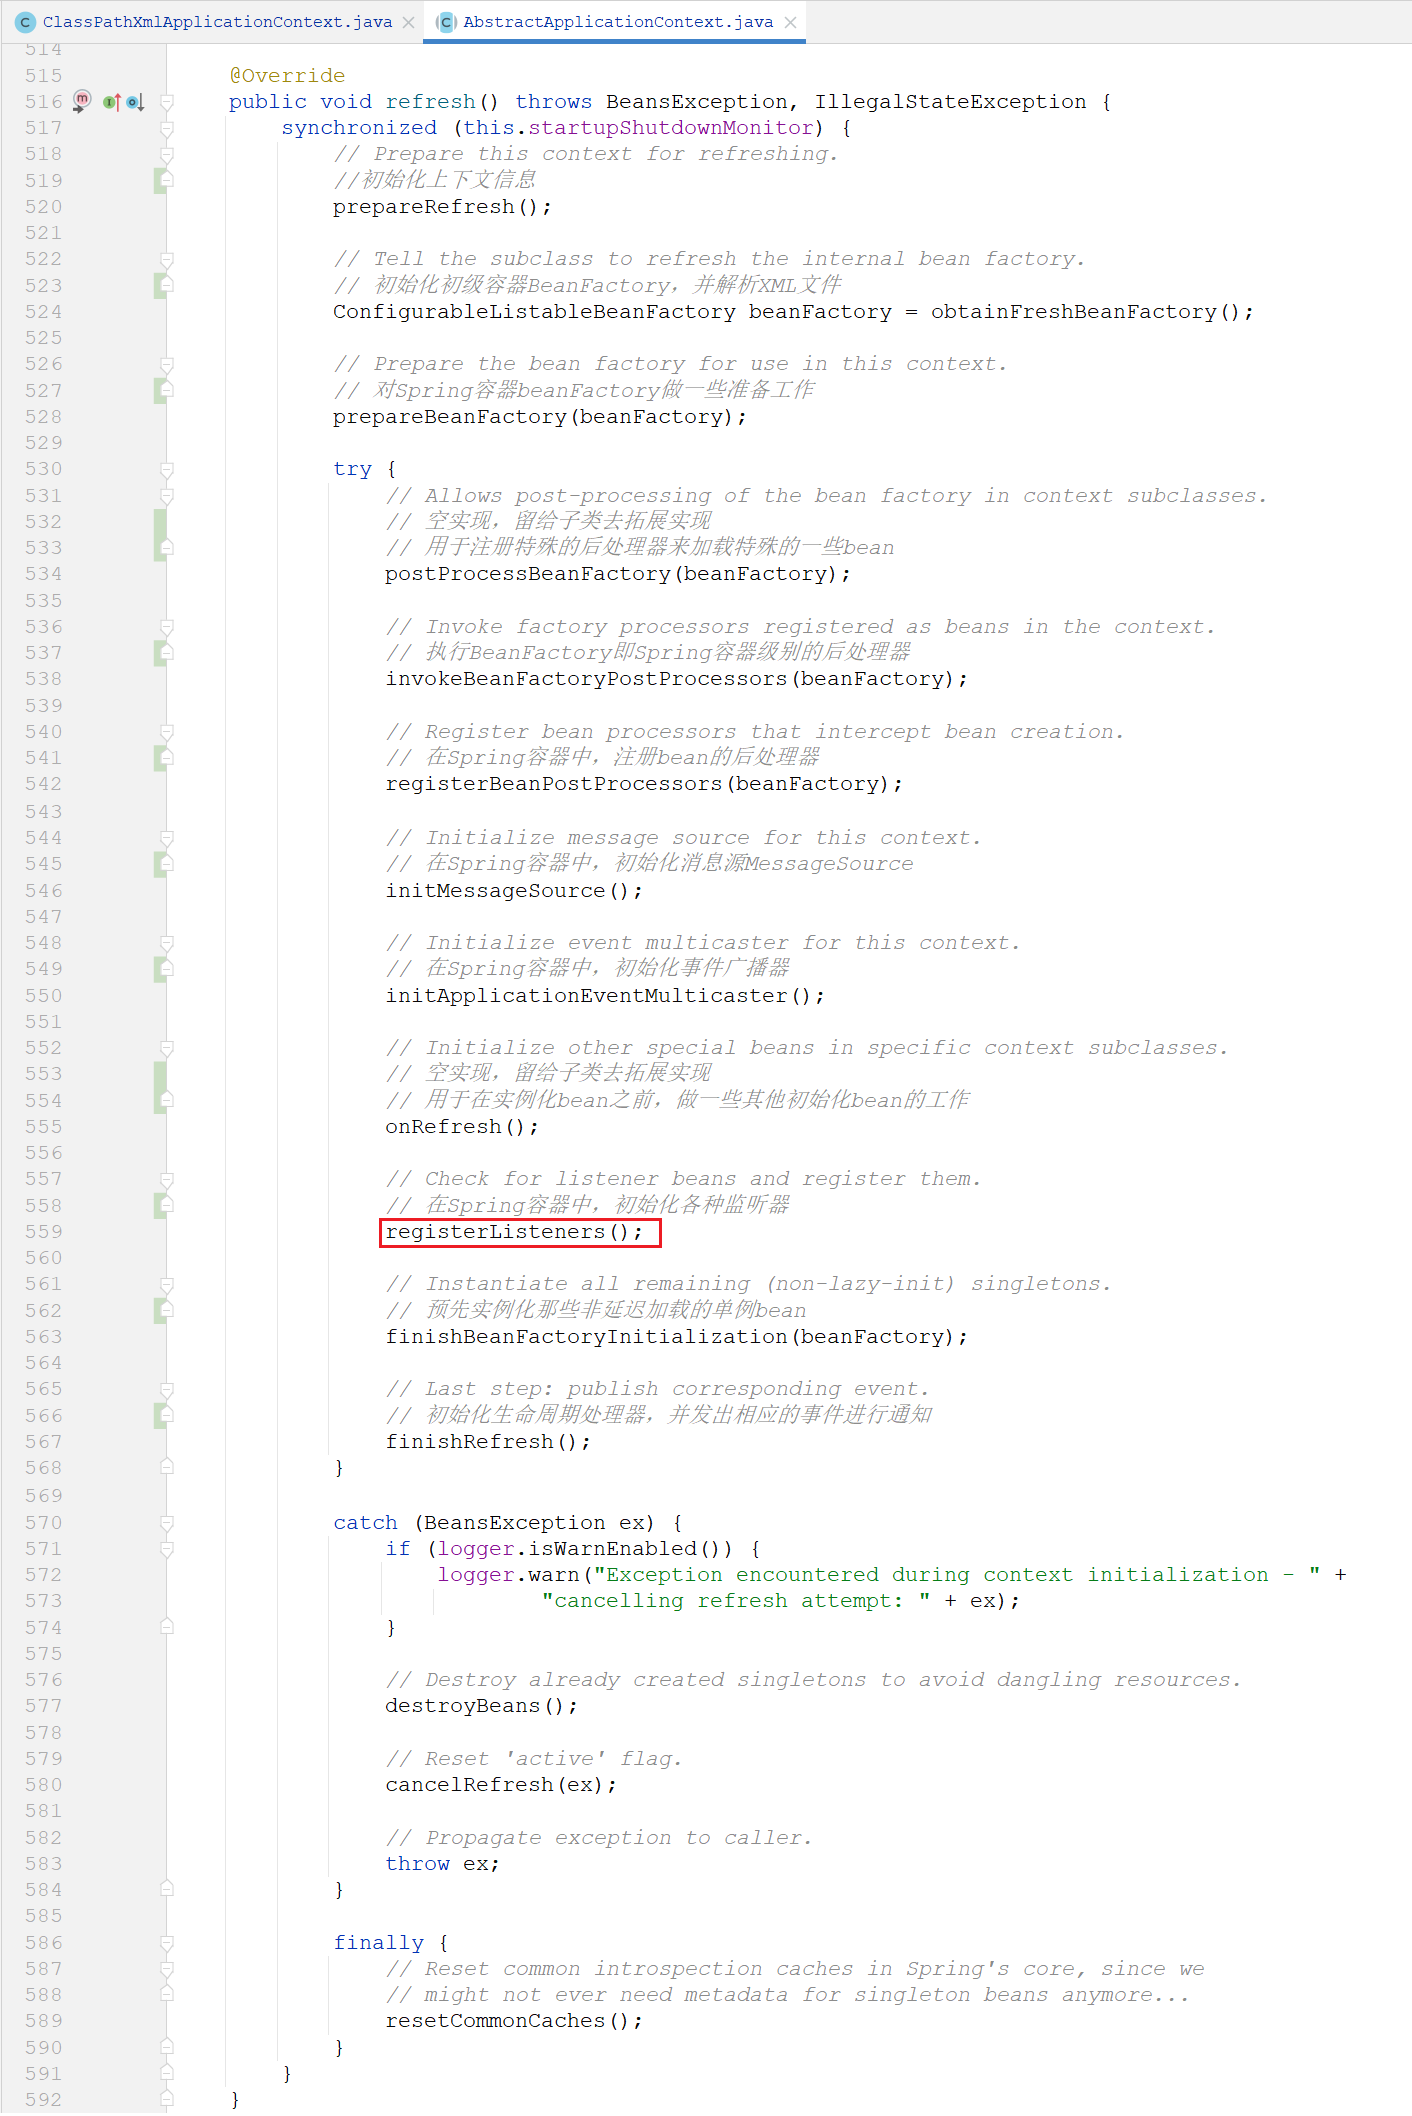 ClassPathXmlApplicationContext.java AbstractApplicationContext.java
514
515 @Override
516 public void refresh() throws BeansException, IllegalStateException {
517 synchronized (this.startupShutdownMonitor) {
518 // Prepare this context for refreshing.
519 //初始化上下文信息
520 prepareRefresh();
521
522 // Tell the subclass to refresh the internal bean factory.
523 // 初始化初级容器BeanFactory，并解析XML文件
524 ConfigurableListableBeanFactory beanFactory = obtainFreshBeanFactory();
525
526 // Prepare the bean factory for use in this context.
527 // 对Spring容器beanFactory做一些准备工作
528 prepareBeanFactory(beanFactory);
529
530 try {
531 // Allows post-processing of the bean factory in context subclasses.
532 // 空实现，留给子类去拓展实现
533 // 用于注册特殊的后处理器来加载特殊的一些bean
534 postProcessBeanFactory(beanFactory);
535
536 // Invoke factory processors registered as beans in the context.
537 // 执行BeanFactory即Spring容器级别的后处理器
538 invokeBeanFactoryPostProcessors(beanFactory);
539
540 // Register bean processors that intercept bean creation.
541 // 在Spring容器中，注册bean的后处理器
542 registerBeanPostProcessors(beanFactory);
543
544 // Initialize message source for this context.
545 // 在Spring容器中，初始化消息源MessageSource
546 initMessageSource();
547
548 // Initialize event multicaster for this context.
549 // 在Spring容器中，初始化事件广播器
550 initApplicationEventMulticaster();
551
552 // Initialize other special beans in specific context subclasses.
553 // 空实现，留给子类去拓展实现
554 // 用于在实例化bean之前，做一些其他初始化bean的工作
555 onRefresh();
556
557 // Check for listener beans and register them.
558 // 在Spring容器中，初始化各种监听器
559 registerListeners();
560
561 // Instantiate all remaining (non-lazy-init) singletons.
562 // 预先实例化那些非延迟加载的单例bean
563 finishBeanFactoryInitialization(beanFactory);
564
565 // Last step: publish corresponding event.
566 // 初始化生命周期处理器，并发出相应的事件进行通知
567 finishRefresh();
568 }
569
570 catch (BeansException ex) {
571 if (logger.isWarnEnabled()) {
572 logger.warn("Exception encountered during context initialization - " +
573 "cancelling refresh attempt: " + ex);
574 }
575
576 // Destroy already created singletons to avoid dangling resources.
577 destroyBeans();
578
579 // Reset 'active' flag.
580 cancelRefresh(ex);
581
582 // Propagate exception to caller.
583 throw ex;
584 }
585
586 finally {
587 // Reset common introspection caches in Spring's core, since we
588 // might not ever need metadata for singleton beans anymore...
589 resetCommonCaches();
590 }
591 }
592 }